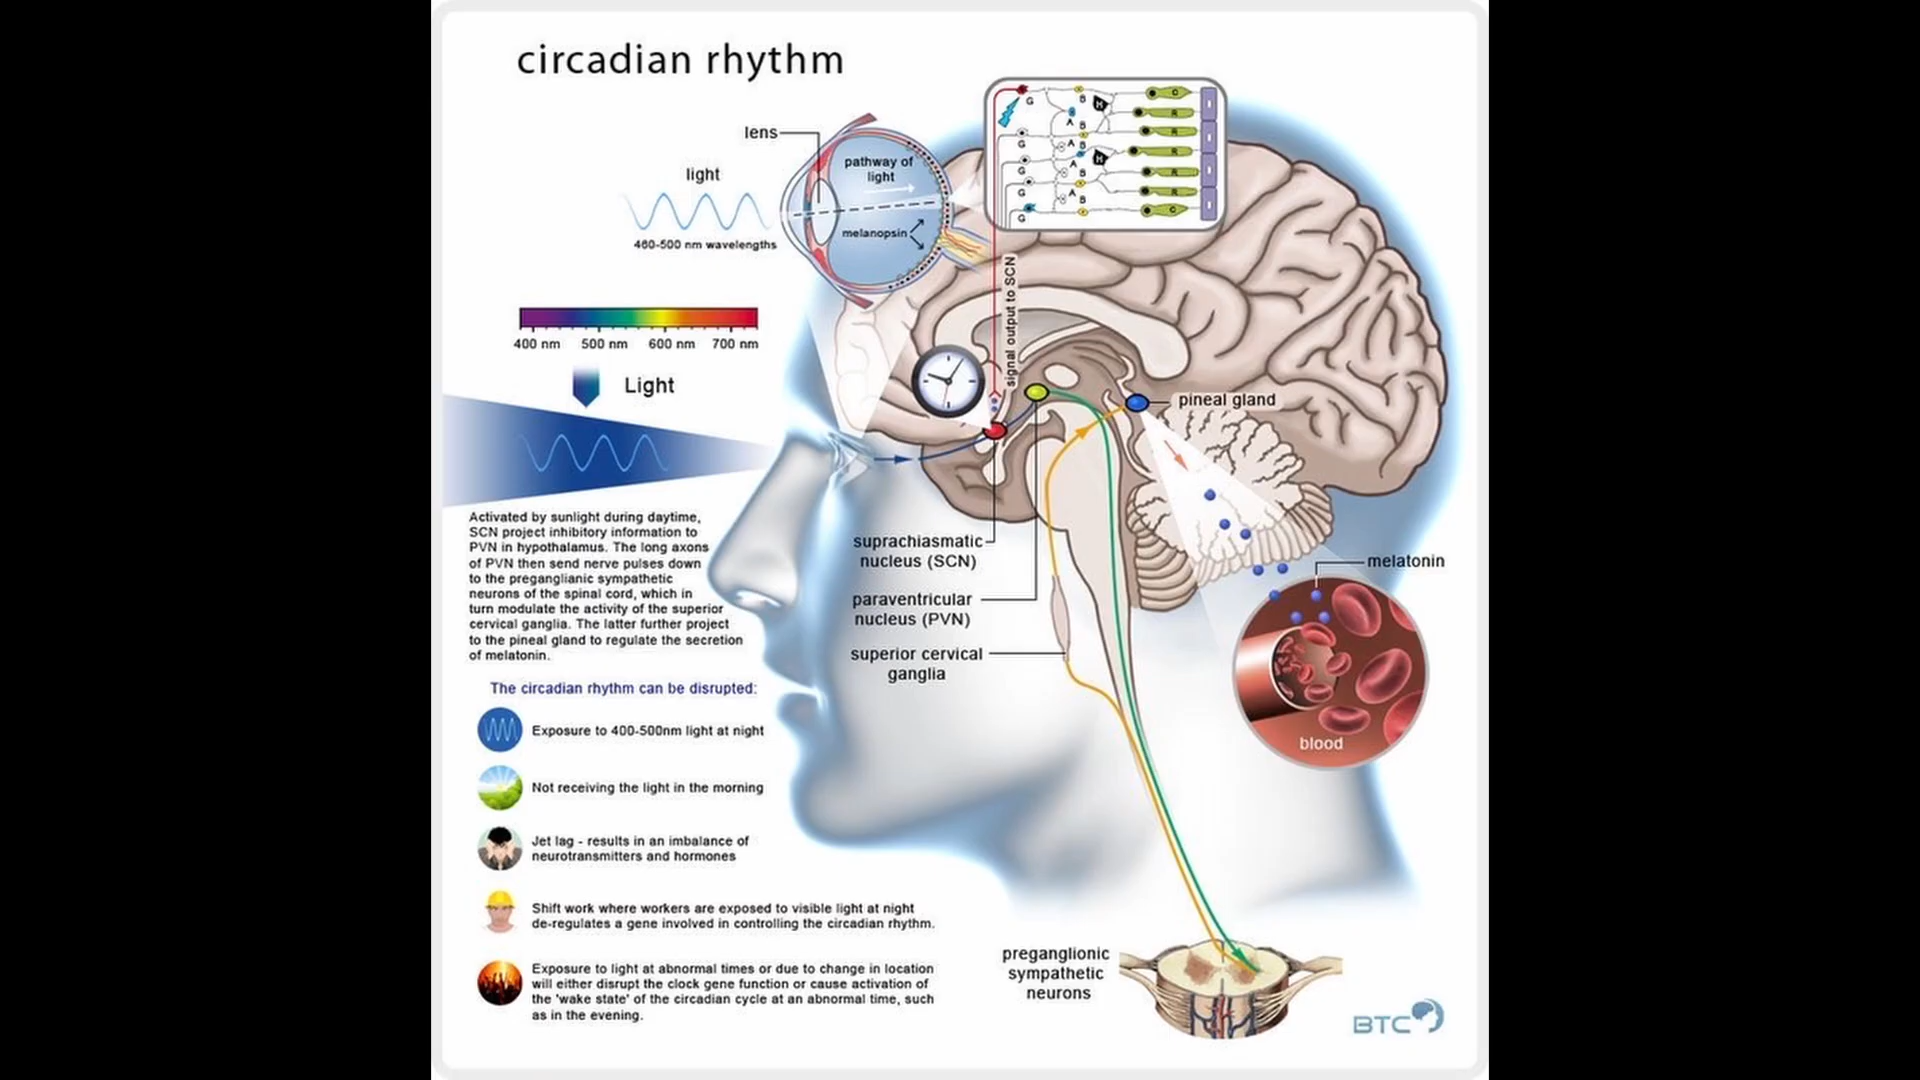 circadian rhythm
lens
pathway of
light
light
melanopsin
460-500 nm wavelengths
G
B
H
C
A
B
R
B
R
G
A
B
G
A
H
R
G
B
R
G
A
B
R
G
C
I
I
I
I
signal output to SCN
400 nm
500 nm
600 nm
700 nm
Light
pineal gland
Activated by sunlight during daytime,
SCN project inhibitory information to
PVN in hypothalamus. The long axons
of PVN then send nerve pulses down
to the preganglianic sympathetic
neurons of the spinal cord, which in
turn modulate the activity of the superior
cervical ganglia. The latter further project
to the pineal gland to regulate the secretion
of melatonin.
suprachiasmatic
nucleus (SCN)
paraventricular
nucleus (PVN)
superior cervical
ganglia
melatonin
blood
The circadian rhythm can be disrupted:
Exposure to 400-500nm light at night
Not receiving the light in the morning
Jet lag - results in an imbalance of
neurotransmitters and hormones
Shift work where workers are exposed to visible light at night
de-regulates a gene involved in controlling the circadian rhythm.
Exposure to light at abnormal times or due to change in location
will either disrupt the clock gene function or cause activation of
the 'wake state' of the circadian cycle at an abnormal time, such
as in the evening.
preganglionic
sympathetic
neurons
BTC